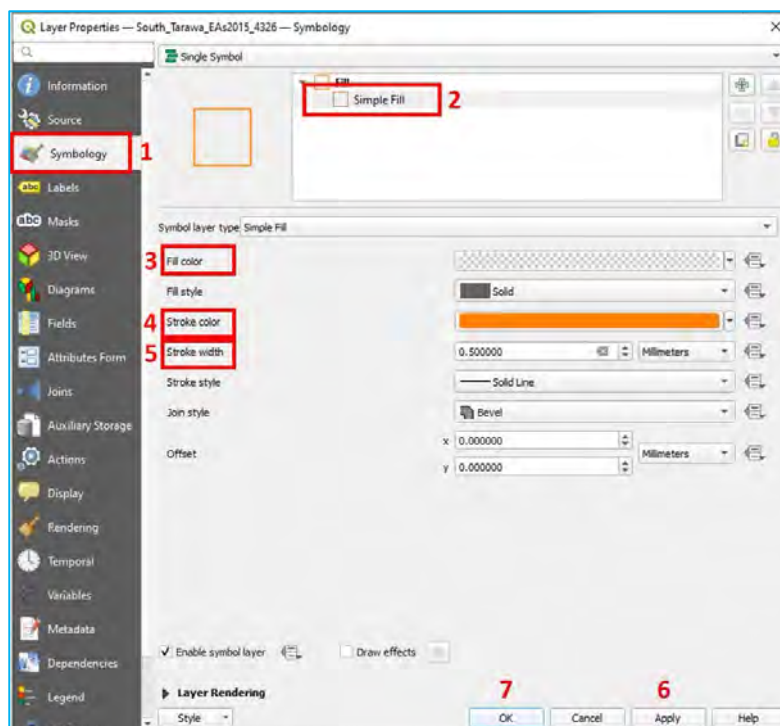 Layer Properties — South_Tarawa_EAs2015_4326 — Symbology
Single Symbol
Information
Source
1 Symbology
Labels
Masks
3D View
Diagrams
Fields
Attributes Form
Joins
Auxiliary Storage
Actions
Display
Rendering
Temporal
Variables
Metadata
Dependencies
Legend
Fill
Simple Fill 2
Symbol layer type Simple Fill
3 Fill color
Fill style Solid
4 Stroke color
5 Stroke width 0.500000 Millimeters
Stroke style Solid Line
Join style Bevel
Offset x 0.000000 Millimeters
y 0.000000
Enable symbol layer Draw effects
Layer Rendering
7 6
Style OK Cancel Apply Help